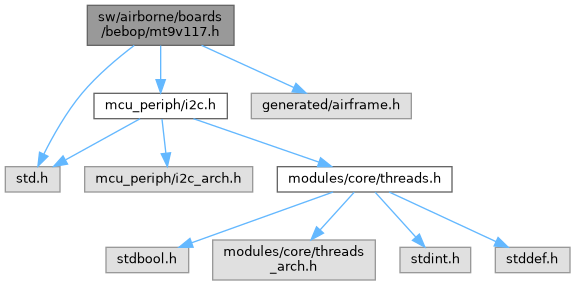 sw/airborne/boards
/bebop/mt9v117.h
mcu_periph/i2c.h
generated/airframe.h
std.h
mcu_periph/i2c_arch.h
modules/core/threads.h
stdbool.h
modules/core/threads
_arch.h
stdint.h
stddef.h